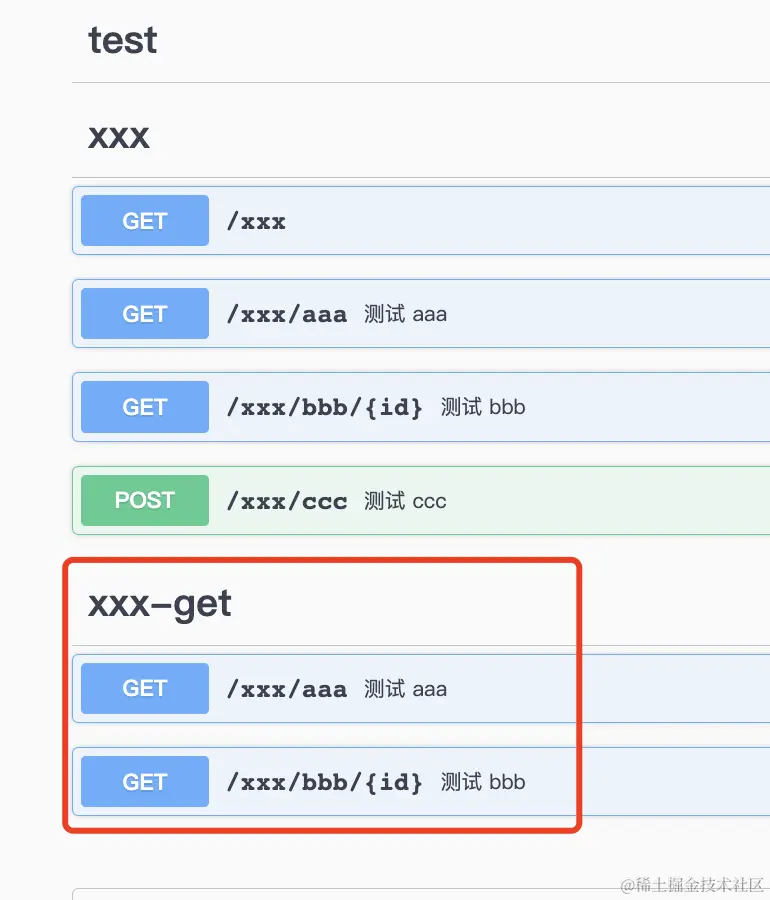 test
xxx
GET /xxx
GET /xxx/aaa 测试 aaa
GET /xxx/bbb/{id} 测试 bbb
POST /xxx/ccc 测试 ccc
xxx-get
GET /xxx/aaa 测试 aaa
GET /xxx/bbb/{id} 测试 bbb
@稀土掘金技术社区